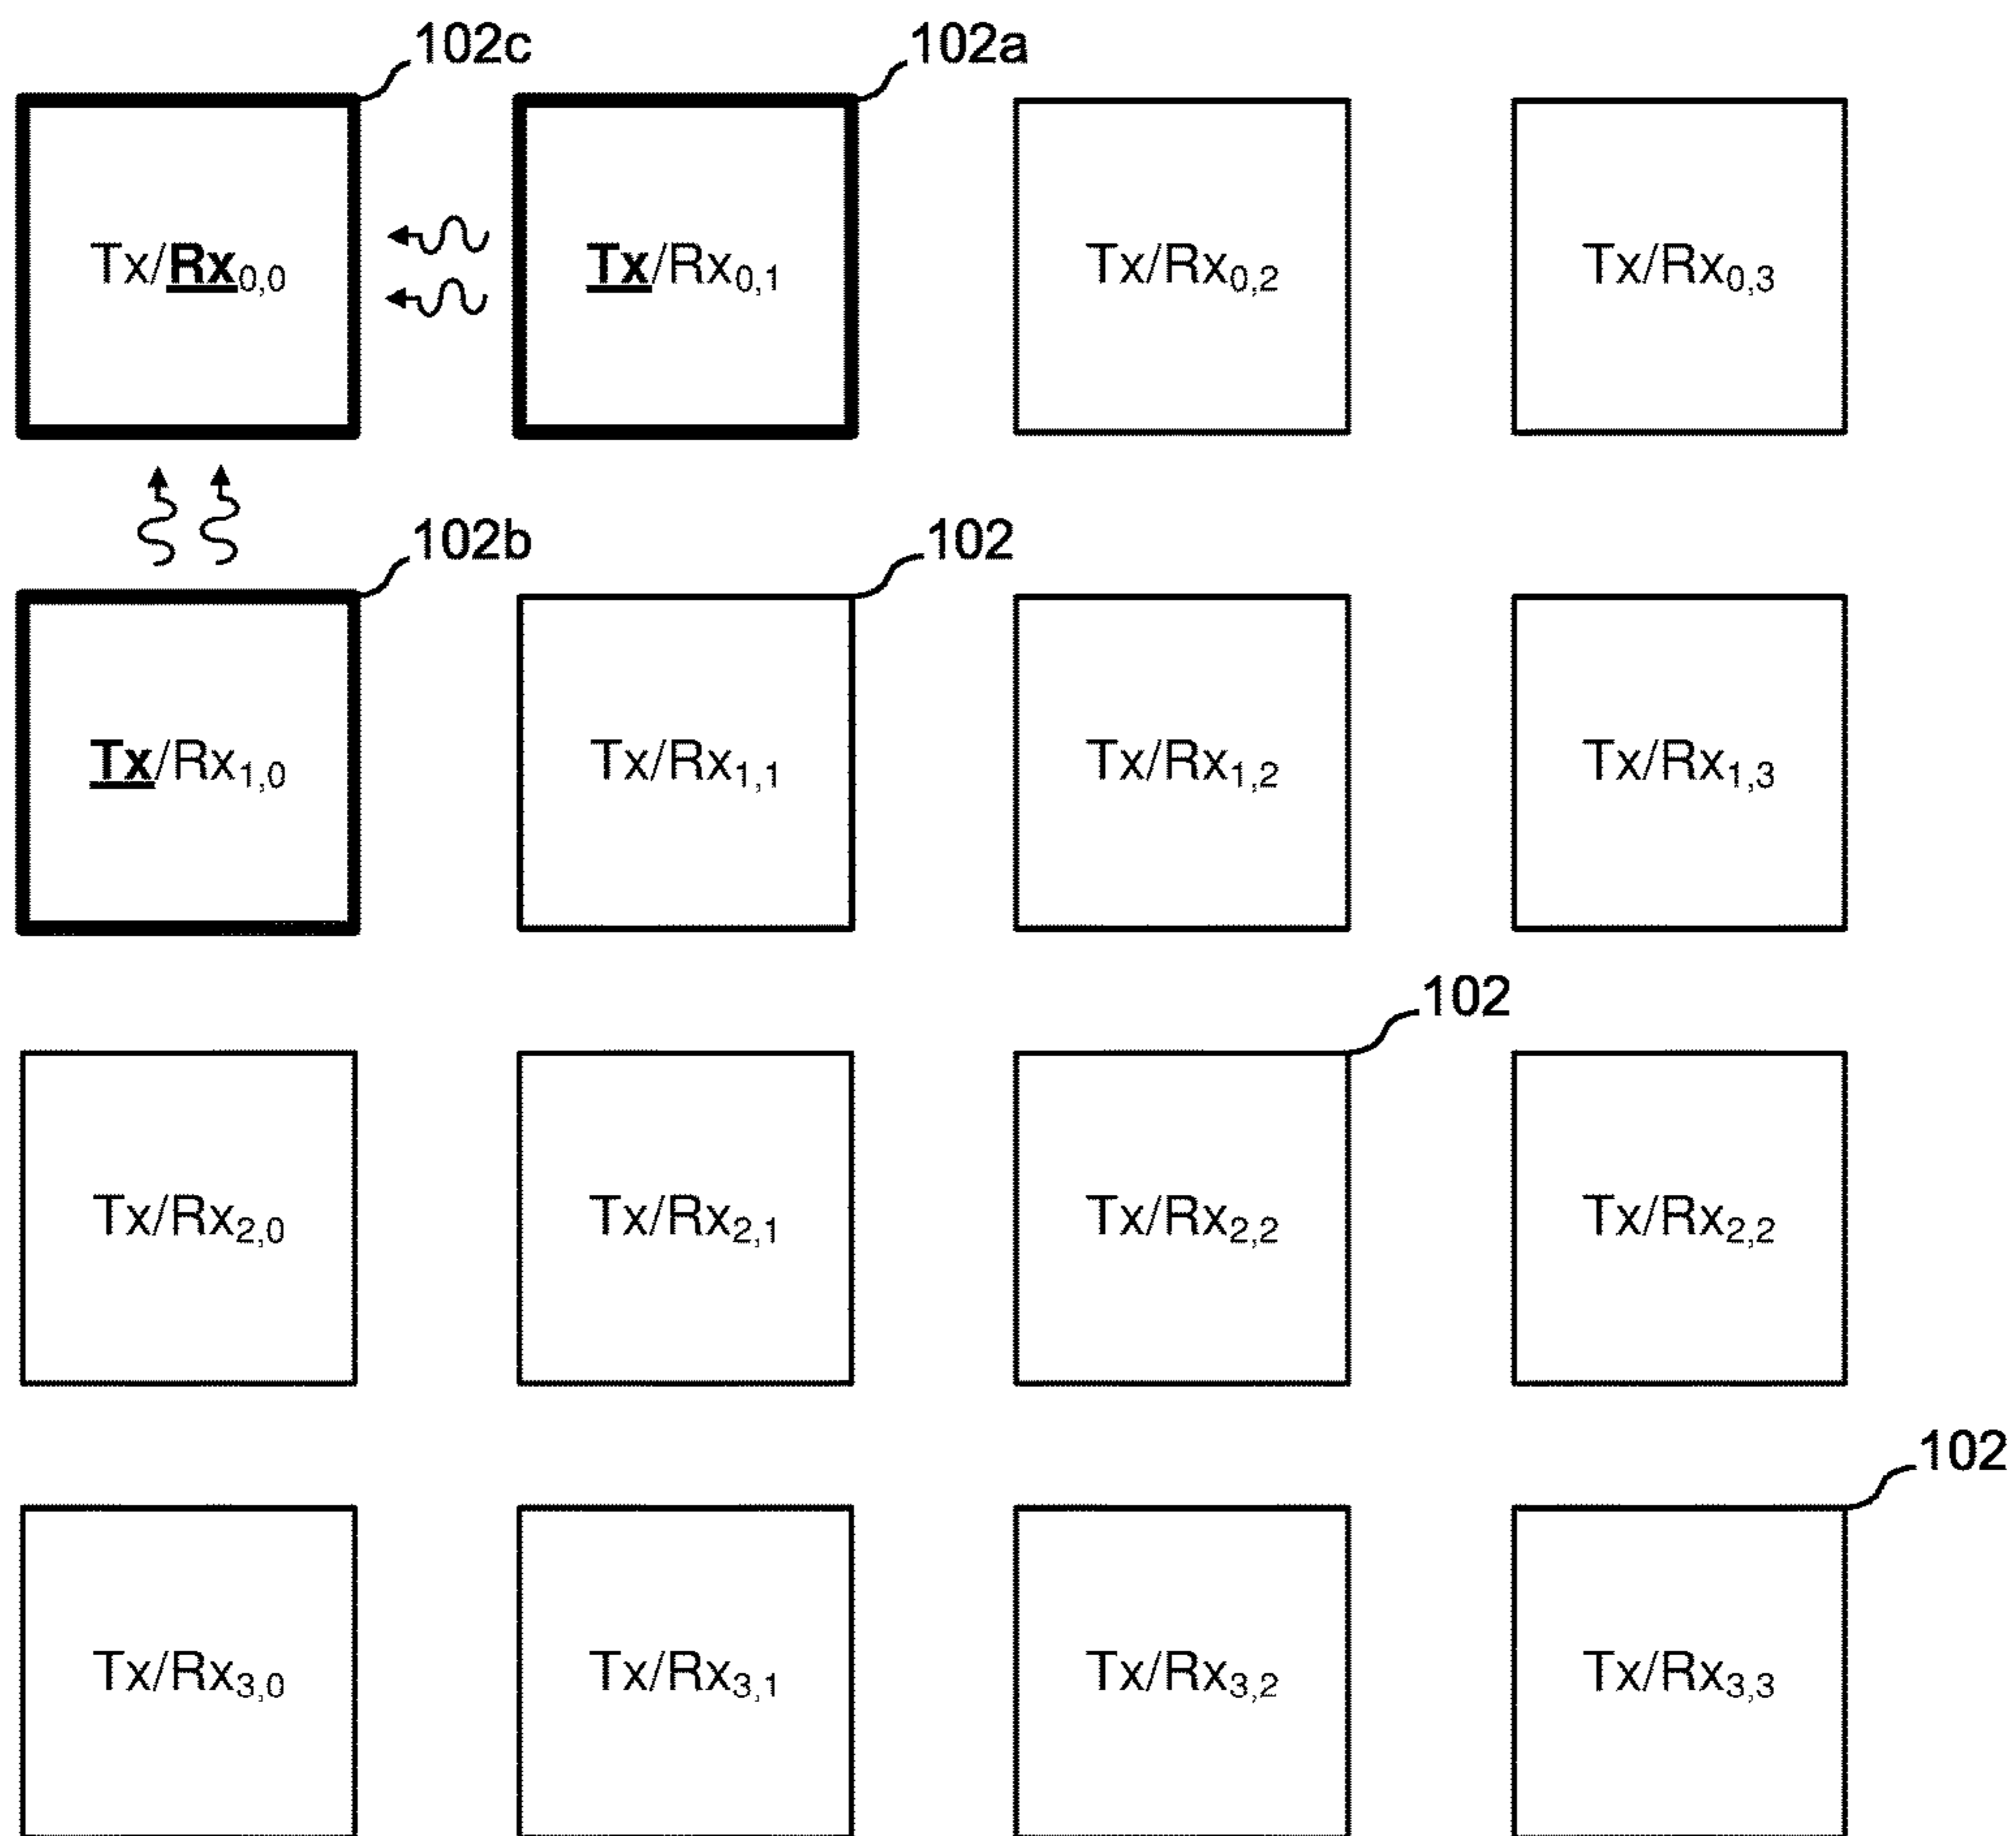 102c 102a
Tx/Rx0,0 Tx/Rx0,1 Tx/Rx0,2 Tx/Rx0,3
102b 102
Tx/Rx1,0 Tx/Rx1,1 Tx/Rx1,2 Tx/Rx1,3
102
Tx/Rx2,0 Tx/Rx2,1 Tx/Rx2,2 Tx/Rx2,2
102
Tx/Rx3,0 Tx/Rx3,1 Tx/Rx3,2 Tx/Rx3,3